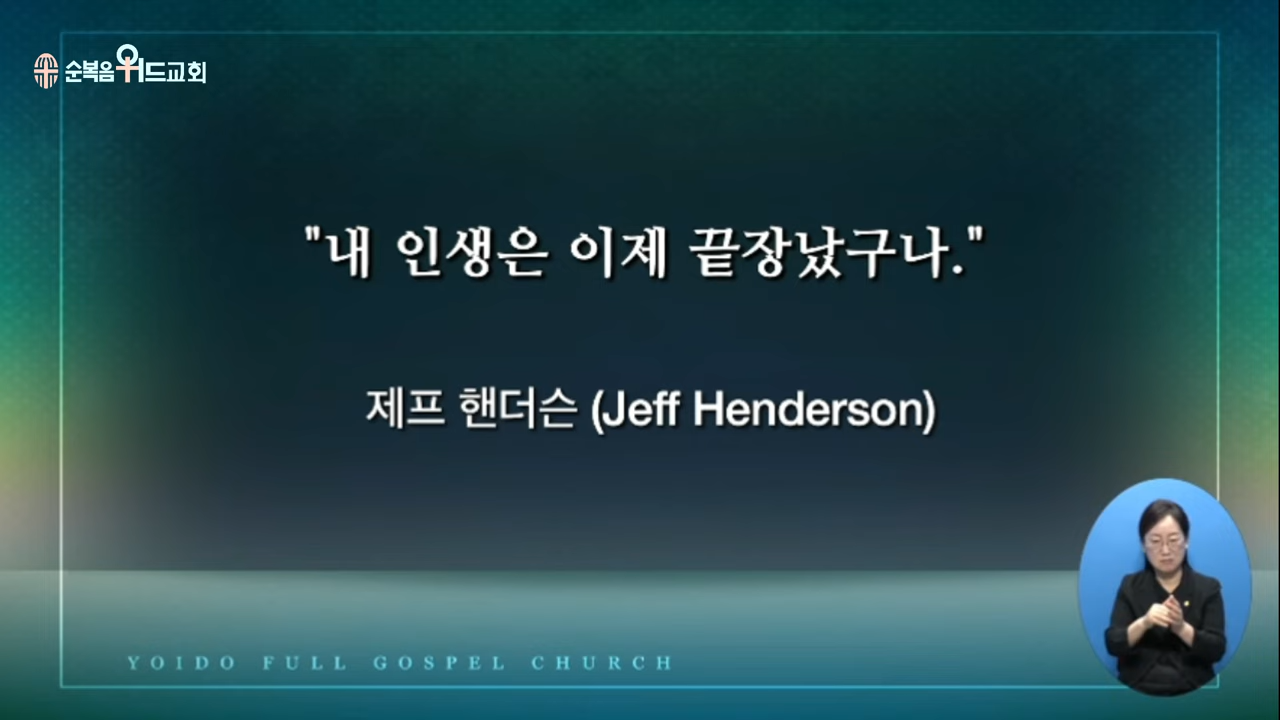 순복음위드교회
"내 인생은 이제 끝장났구나."
제프 핸더슨 (Jeff Henderson)
YOIDO FULL GOSPEL CHURCH